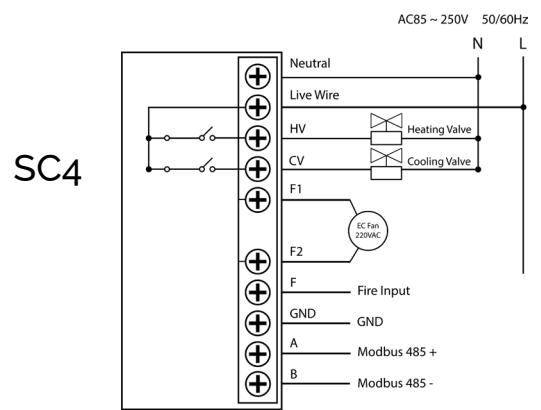 AC85 ~ 250V 50/60Hz
N L
Neutral
Live Wire
HV Heating Valve
CV Cooling Valve
SC4
F1
EC Fan
220VAC
F2
F Fire Input
GND GND
A Modbus 485 +
B Modbus 485 -